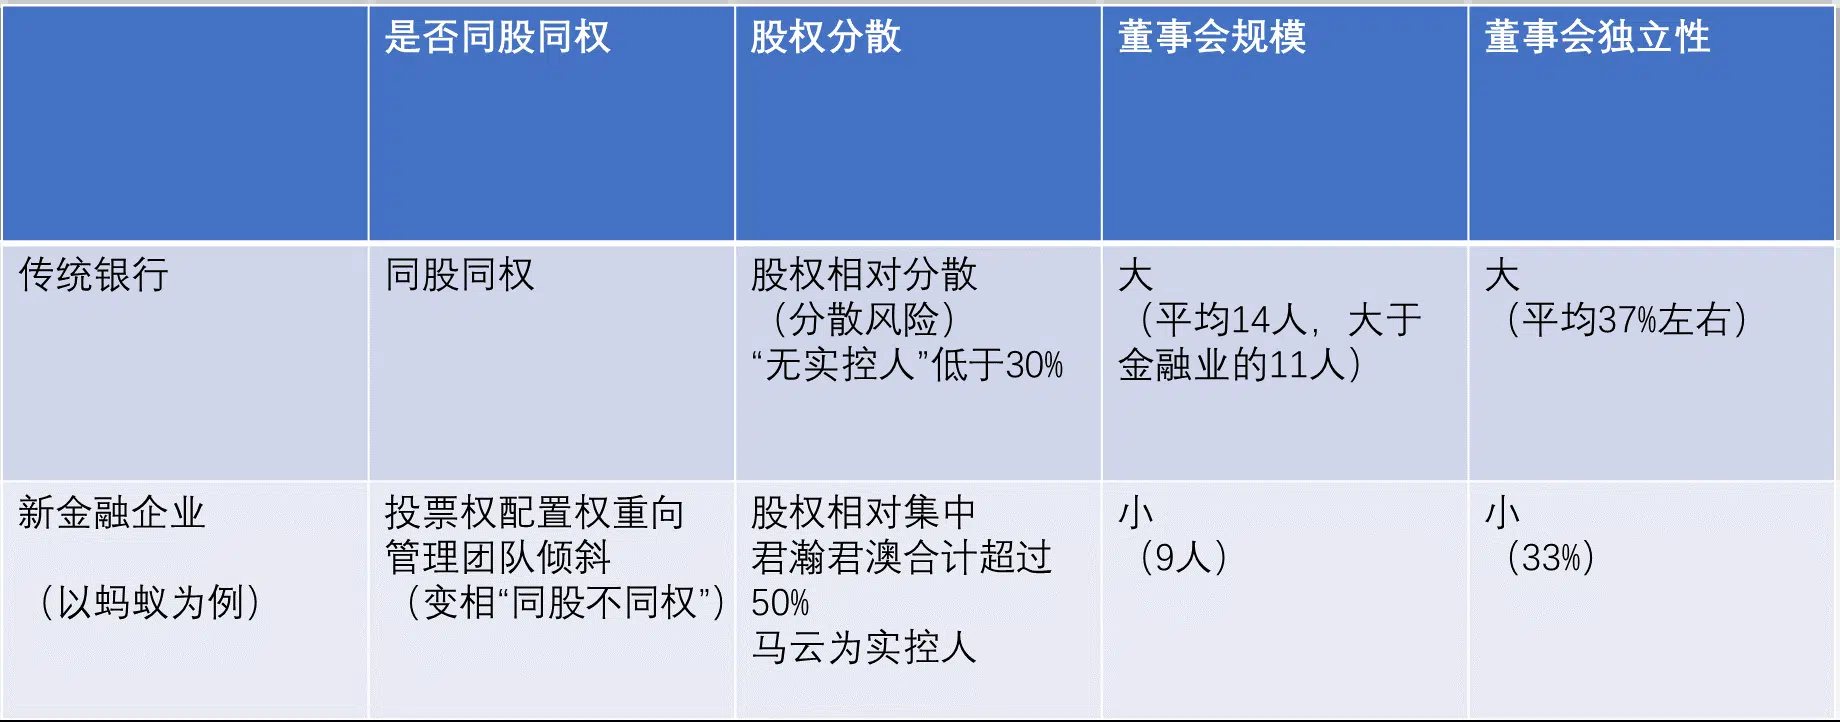 是否同股同权
股权分散
董事会规模
董事会独立性
传统银行
同股同权
股权相对分散
（分散风险）
“无实控人”低于30%
大
（平均14人，大于
金融业的11人）
大
（平均37%左右）
新金融企业
（以蚂蚁为例）
投票权配置权重向
管理团队倾斜
（变相“同股不同权”）
股权相对集中
君瀚君澳合计超过
50%
马云为实控人
小
（9人）
小
（33%）